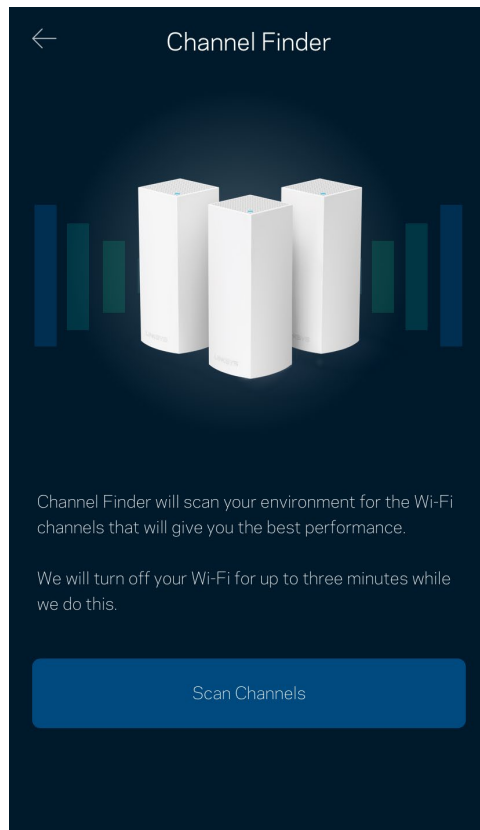 Channel Finder
Channel Finder will scan your environment for the Wi-Fi
channels that will give you the best performance.
We will turn off your Wi-Fi for up to three minutes while
we do this.
Scan Channels